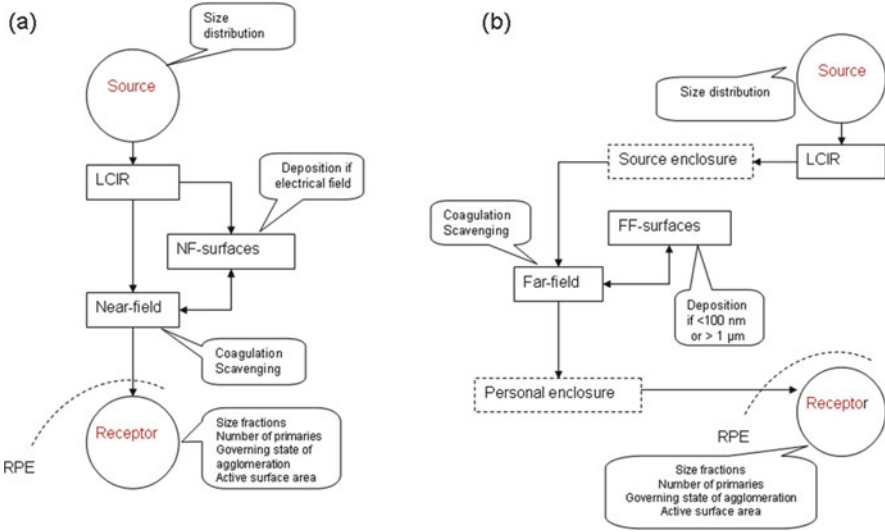 (a)
Size
distribution
Source
LCIR
Deposition if
electrical field
NF-surfaces
Near-field
Coagulation
Scavenging
RPE
Receptor
Size fractions
Number of primaries
Governing state of
agglomeration
Active surface area
(b)
Source
Size distribution
Source enclosure
LCIR
Coagulation
Scavenging
FF-surfaces
Far-field
Deposition
if <100 nm
or > 1 µm
Personal enclosure
RPE
Receptor
Size fractions
Number of primaries
Governing state of agglomeration
Active surface area